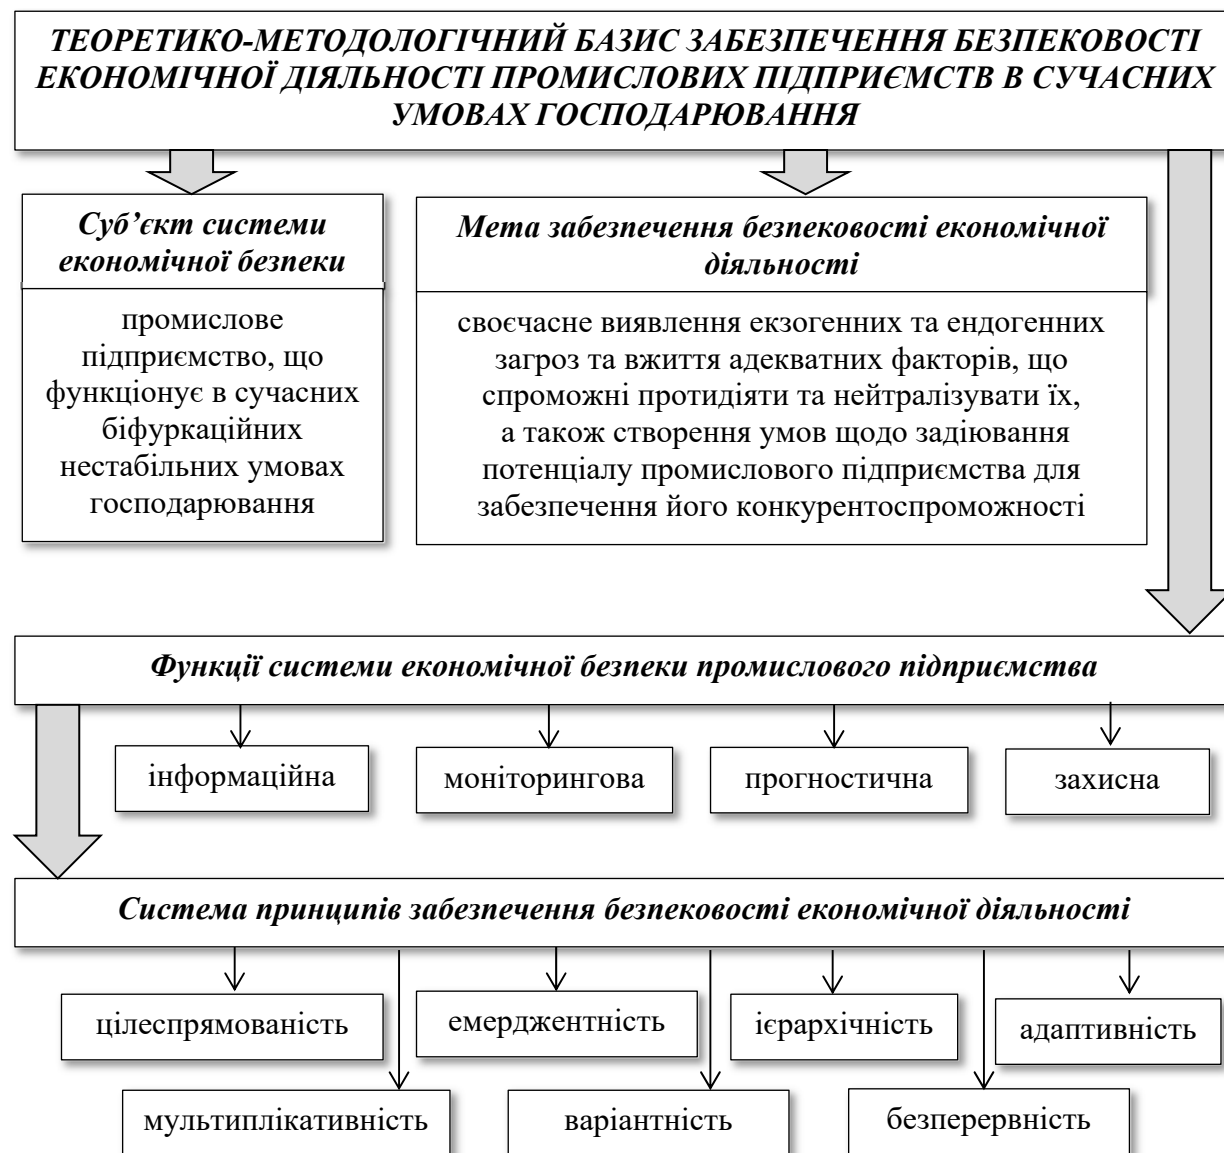 ТЕОРЕТИКО-МЕТОДОЛОГІЧНИЙ БАЗИС ЗАБЕЗПЕЧЕННЯ БЕЗПЕКОВОСТІ
ЕКОНОМІЧНОЇ ДІЯЛЬНОСТІ ПРОМИСЛОВИХ ПІДПРИЄМСТВ В СУЧАСНИХ
УМОВАХ ГОСПОДАРЮВАННЯ
Суб’єкт системи
економічної безпеки
промислове
підприємство, що
функціонує в сучасних
біфуркаційних
нестабільних умовах
господарювання
Мета забезпечення безпековості економічної
діяльності
своєчасне виявлення екзогенних та ендогенних
загроз та вжиття адекватних факторів, що
спроможні протидіяти та нейтралізувати їх,
а також створення умов щодо задіювання
потенціалу промислового підприємства для
забезпечення його конкурентоспроможності
Функції системи економічної безпеки промислового підприємства
інформаційна
моніторингова
прогностична
захисна
Система принципів забезпечення безпековості економічної діяльності
цілеспрямованість
емерджентність
ієрархічність
адаптивність
мультиплікативність
варіантність
безперервність